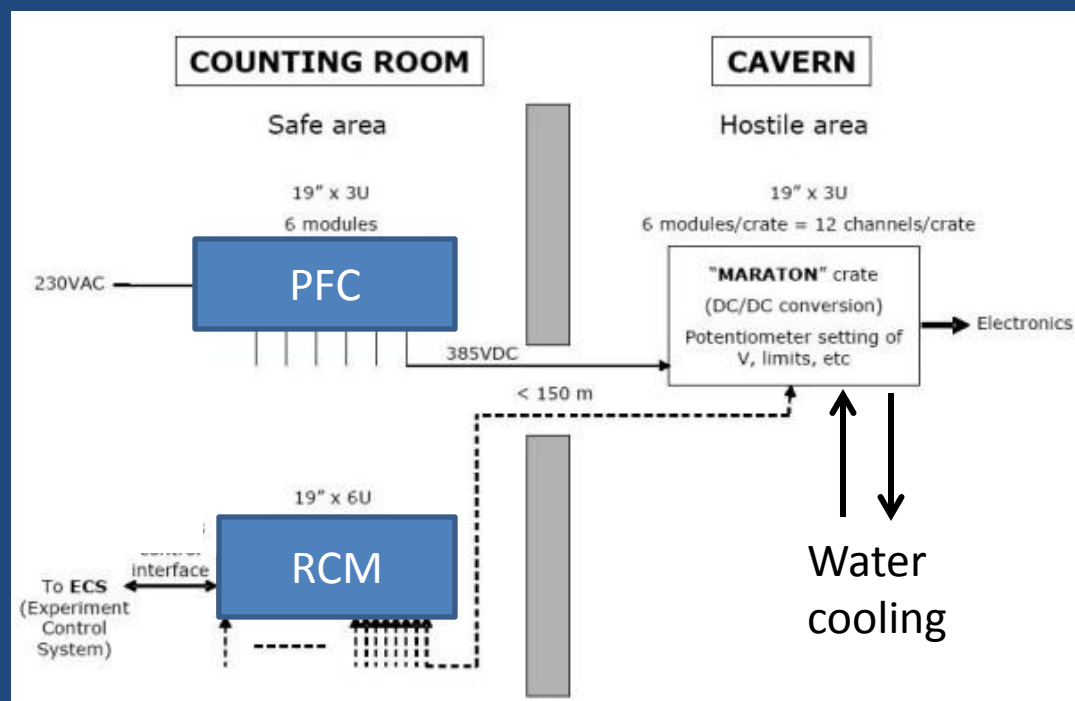 COUNTING ROOM
CAVERN
Safe area
Hostile area
19" x 3U
6 modules
19" x 3U
6 modules/crate = 12 channels/crate
230VAC
PFC
"MARATON" crate
(DC/DC conversion)
Potentiometer setting of
V, limits, etc
Electronics
385VDC
< 150 m
19" x 6U
RCM
interface
To ECS
(Experiment
Control
System)
Water
cooling